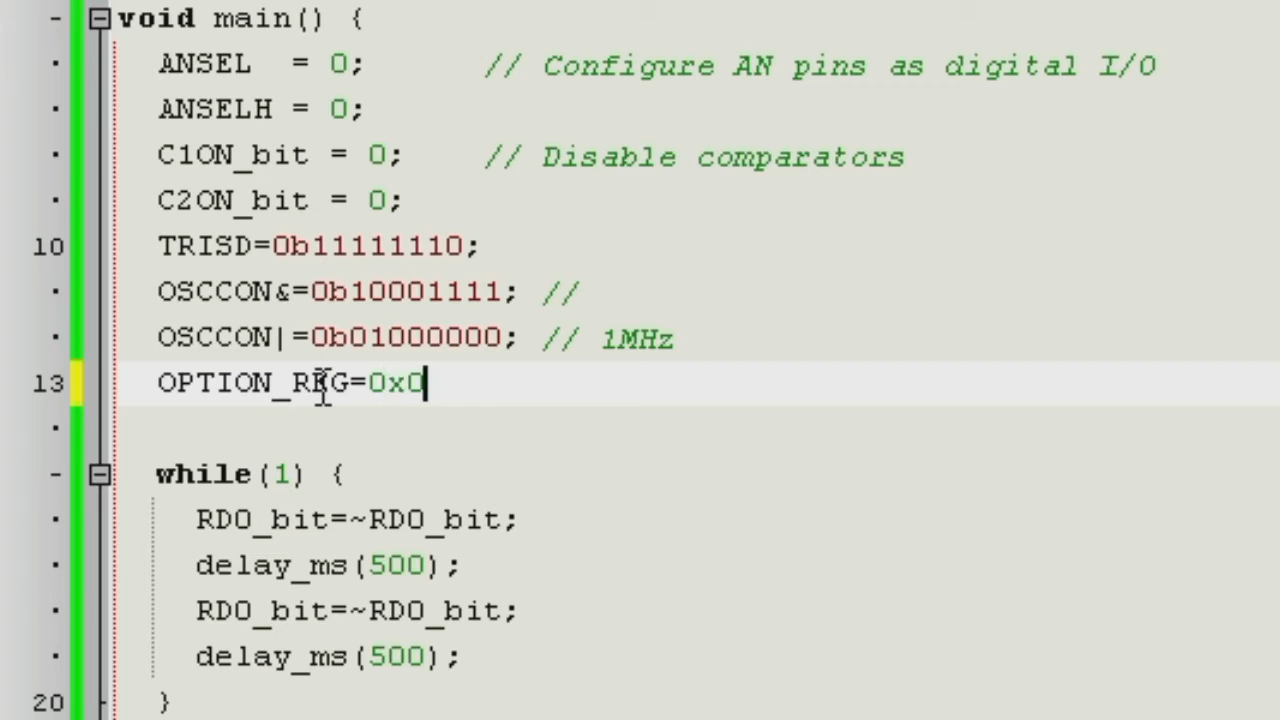 void main() {
ANSEL = 0; // Configure AN pins as digital I/O
ANSELH = 0;
C1ON_bit = 0; // Disable comparators
C2ON_bit = 0;
10 TRISD=0b11111110;
OSCCON&=0b10001111; //
OSCCON|=0b01000000; // 1MHz
13 OPTION_REG=0x0
while(1) {
RD0_bit=~RD0_bit;
delay_ms(500);
RD0_bit=~RD0_bit;
delay_ms(500);
20 }